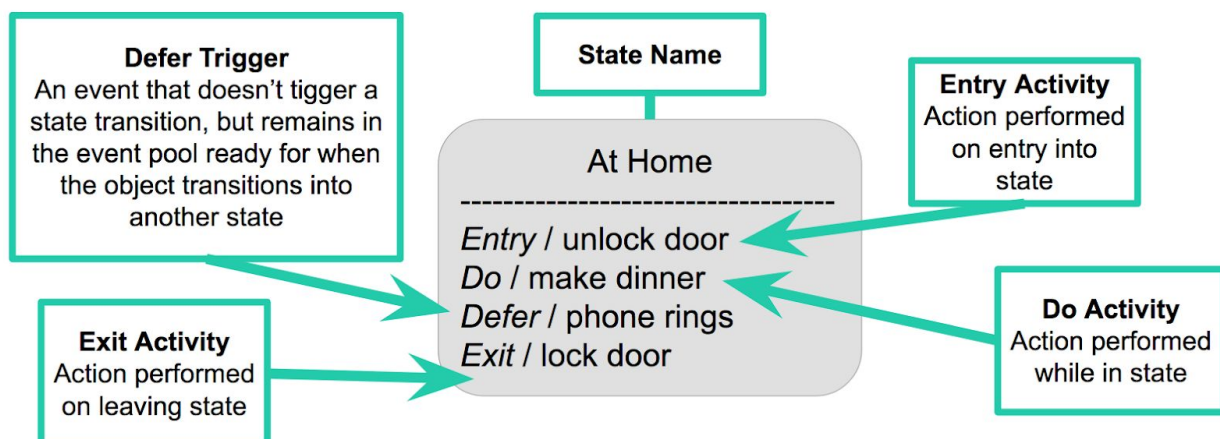 Defer Trigger
An event that doesn't tigger a
state transition, but remains in
the event pool ready for when
the object transitions into
another state
State Name
Entry Activity
Action performed
on entry into
state
At Home
------------------------------------
Entry / unlock door
Do / make dinner
Defer / phone rings
Exit / lock door
Exit Activity
Action performed
on leaving state
Do Activity
Action performed
while in state